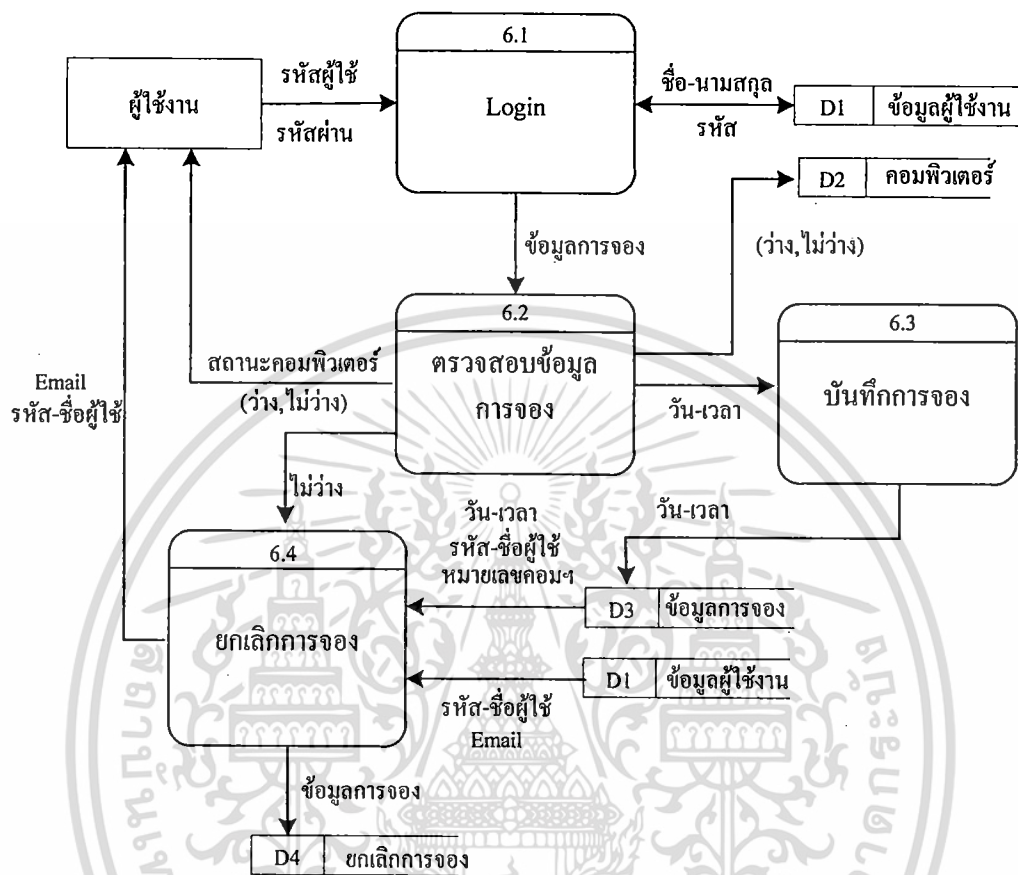 6.1
Login
ผู้ใช้งาน
รหัสผู้ใช้
รหัสผ่าน
ชื่อ-นามสกุล
รหัส
D1 ข้อมูลผู้ใช้งาน
D2 คอมพิวเตอร์
(ว่าง,ไม่ว่าง)
ข้อมูลการจอง
6.2
ตรวจสอบข้อมูล
การจอง
6.3
บันทึกการจอง
สถานะคอมพิวเตอร์
(ว่าง,ไม่ว่าง)
วัน-เวลา
Email
รหัส-ชื่อผู้ใช้
ไม่ว่าง
วัน-เวลา
รหัส-ชื่อผู้ใช้
หมายเลขคอมฯ
วัน-เวลา
6.4
ยกเลิกการจอง
D3 ข้อมูลการจอง
D1 ข้อมูลผู้ใช้งาน
รหัส-ชื่อผู้ใช้
Email
ข้อมูลการจอง
D4 ยกเลิกการจอง